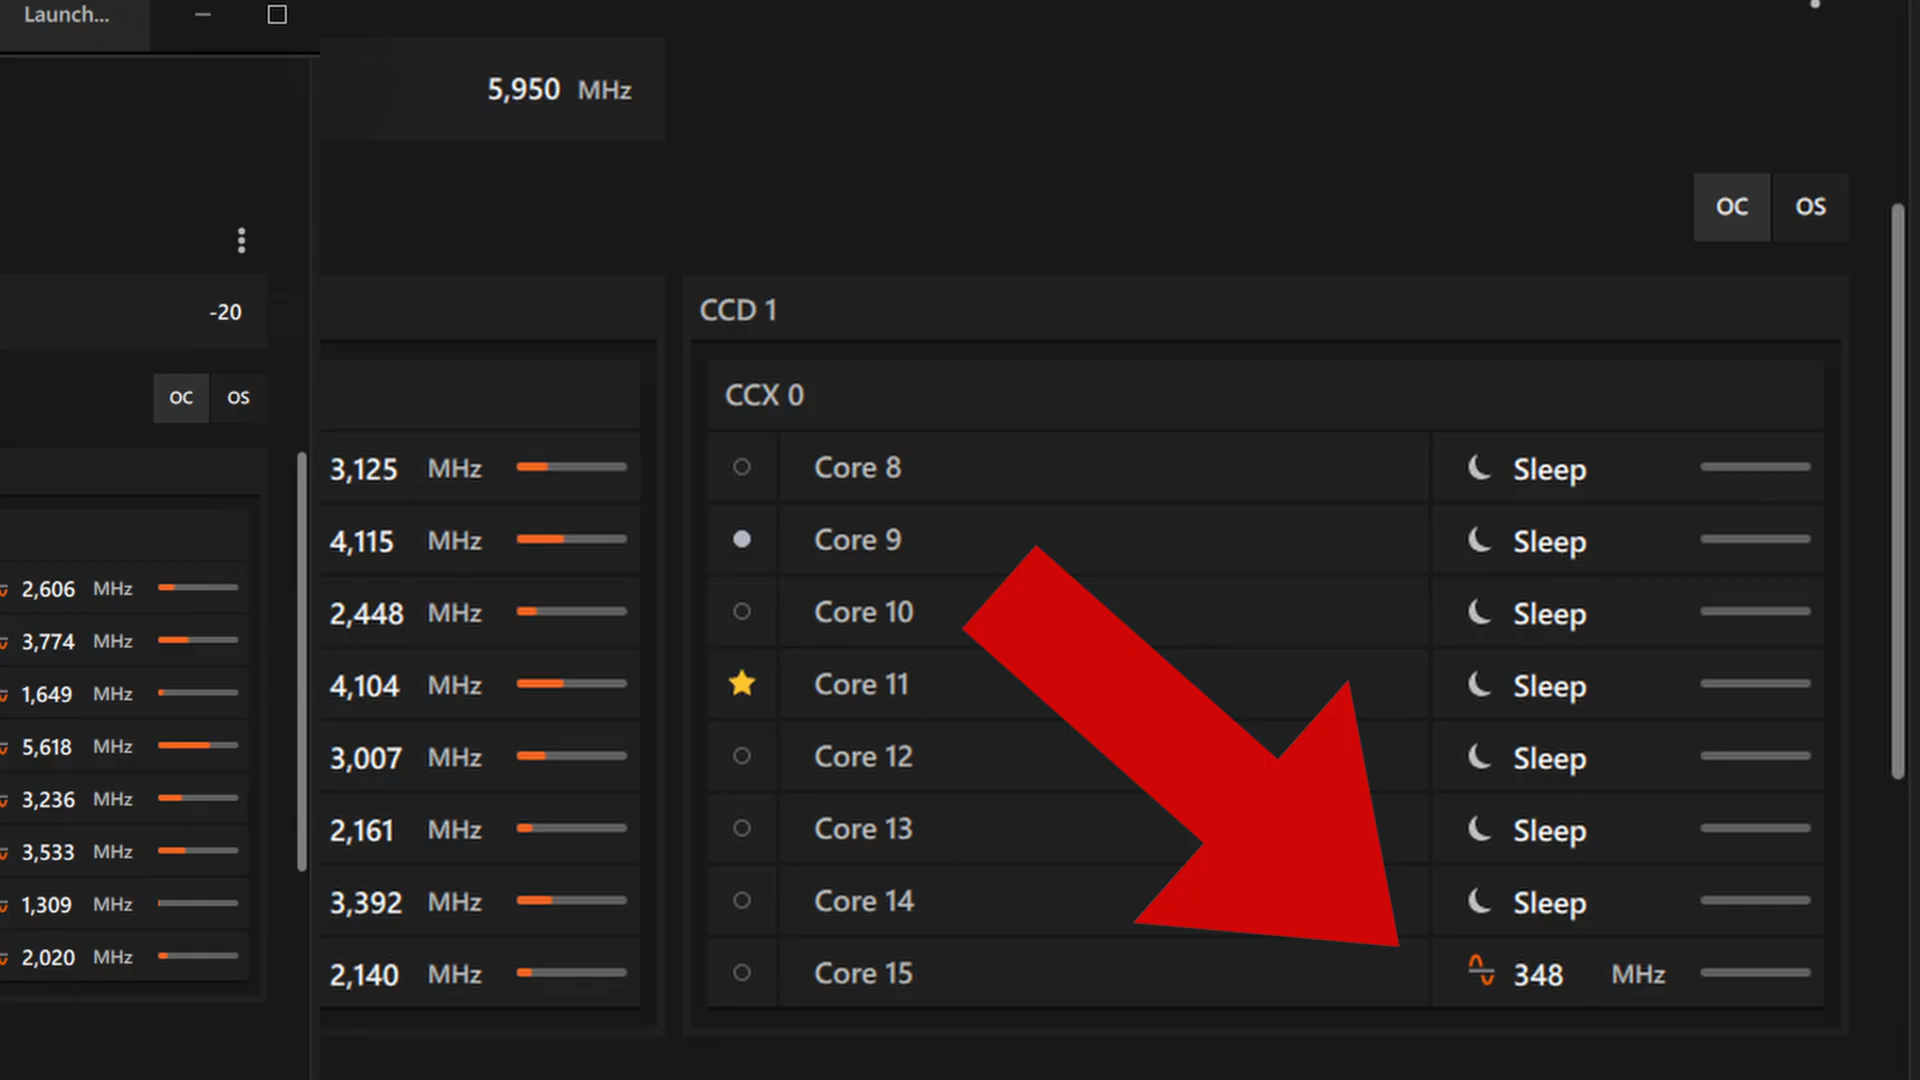 Launch...
5,950 MHz
OC OS
-20
OC OS
2,606 MHz
3,774 MHz
1,649 MHz
5,618 MHz
3,236 MHz
3,533 MHz
1,309 MHz
2,020 MHz
3,125 MHz
4,115 MHz
2,448 MHz
4,104 MHz
3,007 MHz
2,161 MHz
3,392 MHz
2,140 MHz
CCD 1
CCX 0
Core 8 Sleep
Core 9 Sleep
Core 10 Sleep
Core 11 Sleep
Core 12 Sleep
Core 13 Sleep
Core 14 Sleep
Core 15 348 MHz